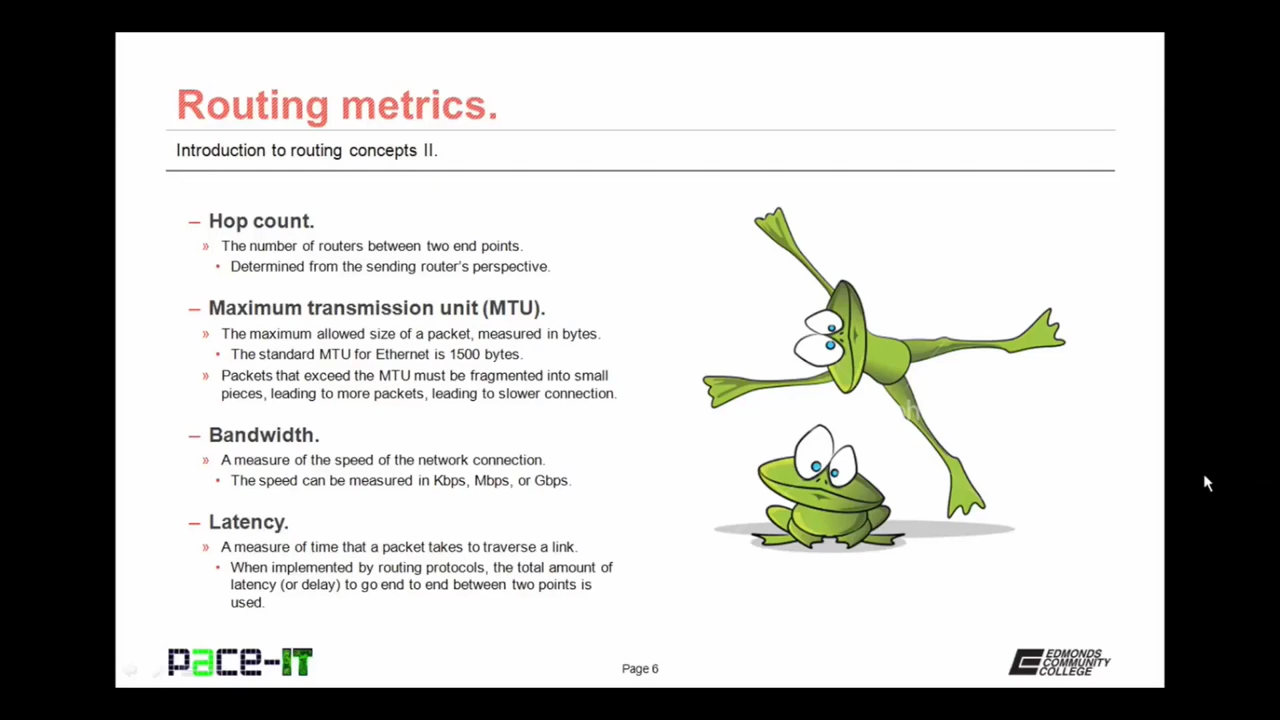 Routing metrics.
Introduction to routing concepts II.
– Hop count.
» The number of routers between two end points.
• Determined from the sending router's perspective.
– Maximum transmission unit (MTU).
» The maximum allowed size of a packet, measured in bytes.
• The standard MTU for Ethernet is 1500 bytes.
» Packets that exceed the MTU must be fragmented into small
pieces, leading to more packets, leading to slower connection.
– Bandwidth.
» A measure of the speed of the network connection.
• The speed can be measured in Kbps, Mbps, or Gbps.
– Latency.
» A measure of time that a packet takes to traverse a link.
• When implemented by routing protocols, the total amount of
latency (or delay) to go end to end between two points is
used.
pace-IT
Page 6
EDMONDS
COMMUNITY
COLLEGE